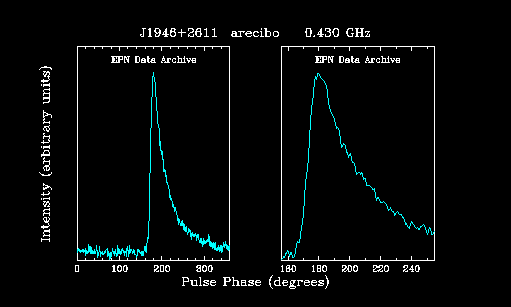 J1946+2611 arecibo 0.430 GHz
EPN Data Archive
EPN Data Archive
Intensity (arbitrary units)
0 100 200 300
160 180 200 220 240
Pulse Phase (degrees)